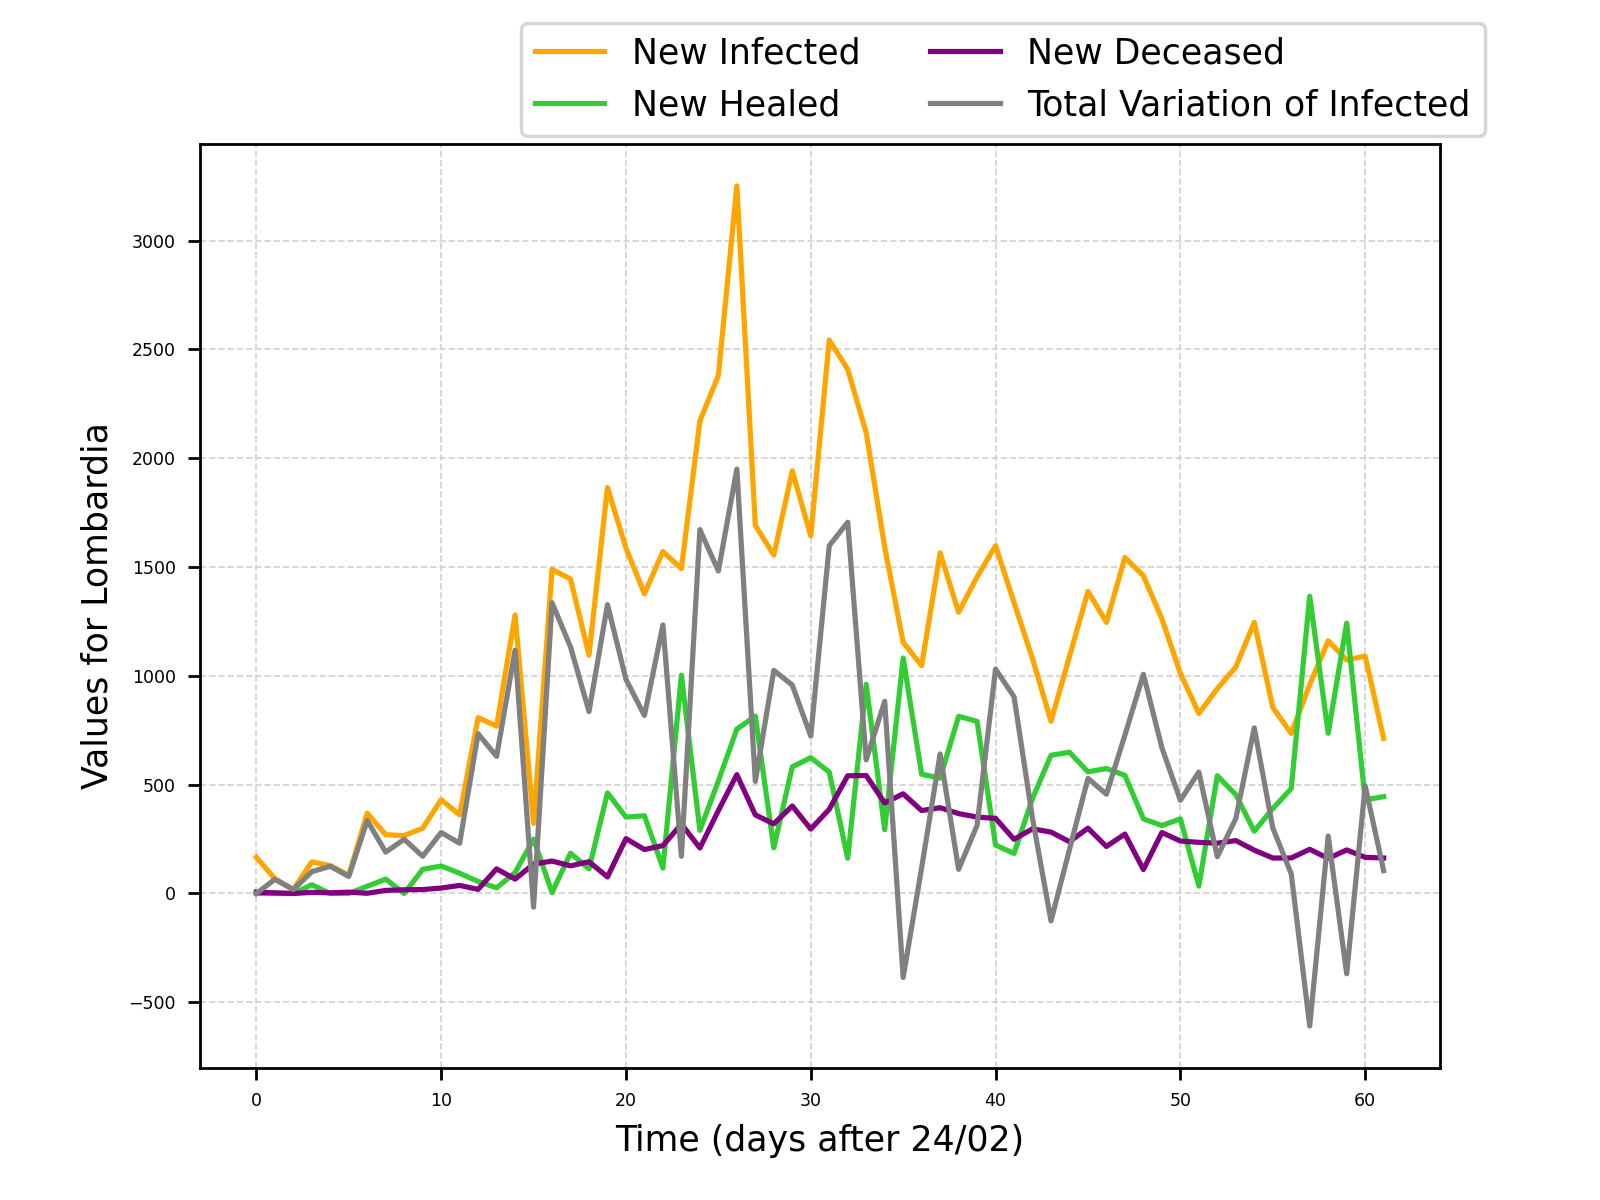 New Infected
New Healed
New Deceased
Total Variation of Infected
Values for Lombardia
3000
2500
2000
1500
1000
500
0
−500
0 10 20 30 40 50 60
Time (days after 24/02)